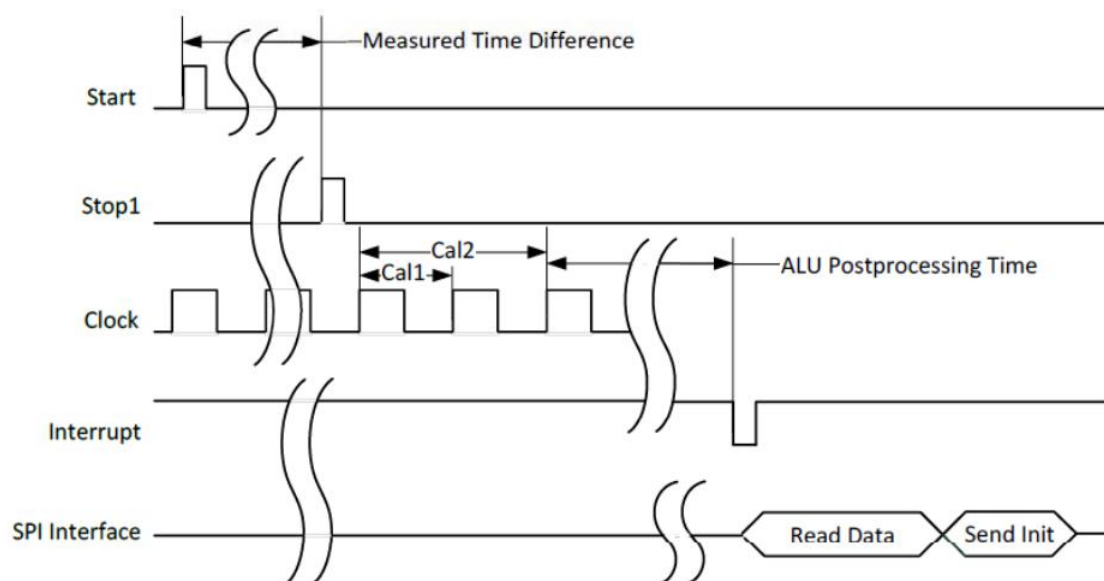 Measured Time Difference
Start
Stop1
Cal2
Cal1
ALU Postprocessing Time
Clock
Interrupt
SPI Interface
Read Data
Send Init